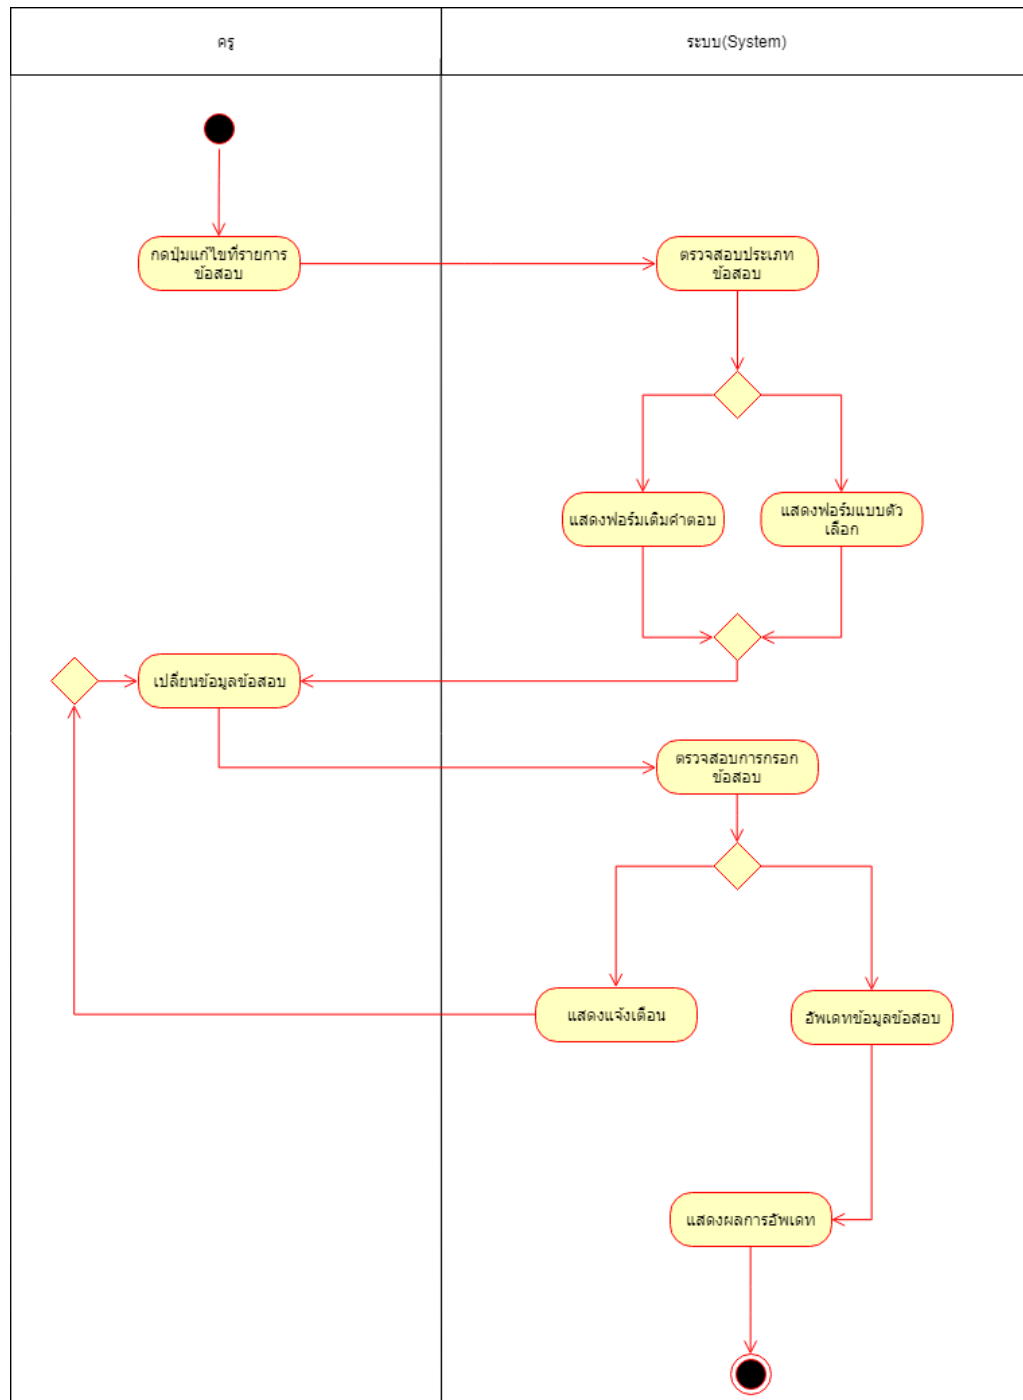 ครู
ระบบ(System)
กดปุ่มแก้ไขที่รายการ
ข้อสอบ
ตรวจสอบประเภท
ข้อสอบ
แสดงฟอร์มเติมคำตอบ
แสดงฟอร์มแบบตัว
เลือก
เปลี่ยนข้อมูลข้อสอบ
ตรวจสอบการกรอก
ข้อสอบ
แสดงแจ้งเตือน
อัพเดทข้อมูลข้อสอบ
แสดงผลการอัพเดท